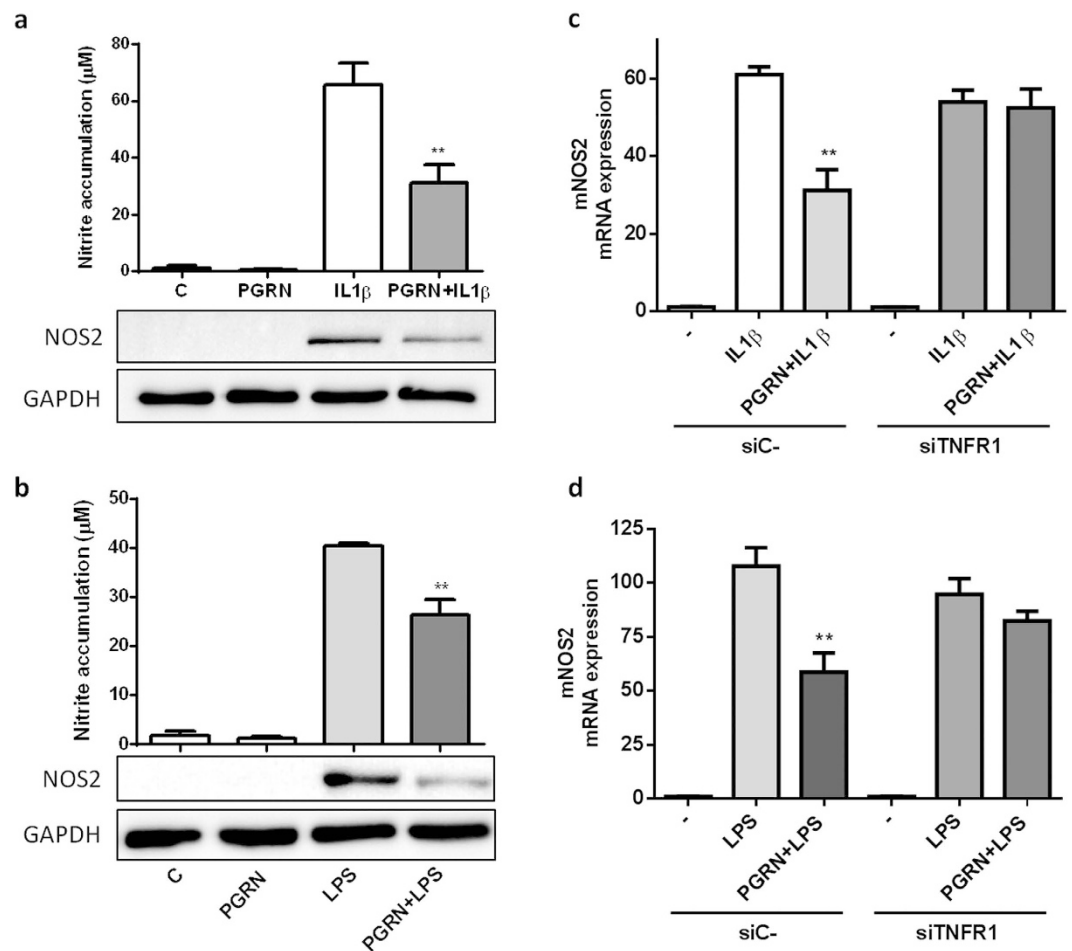 a
80
60
40
20
0
Nitrite accumulation (μM)
**
C PGRN IL1β PGRN+IL1β
NOS2
GAPDH
c
60
40
20
0
mNOS2
mRNA expression
**
- IL1β PGRN+IL1β - IL1β PGRN+IL1β
siC- siTNFR1
b
50
40
30
20
10
0
Nitrite accumulation (μM)
**
NOS2
GAPDH
C PGRN LPS PGRN+LPS
d
125
100
75
50
25
0
mNOS2
mRNA expression
**
- LPS PGRN+LPS - LPS PGRN+LPS
siC- siTNFR1